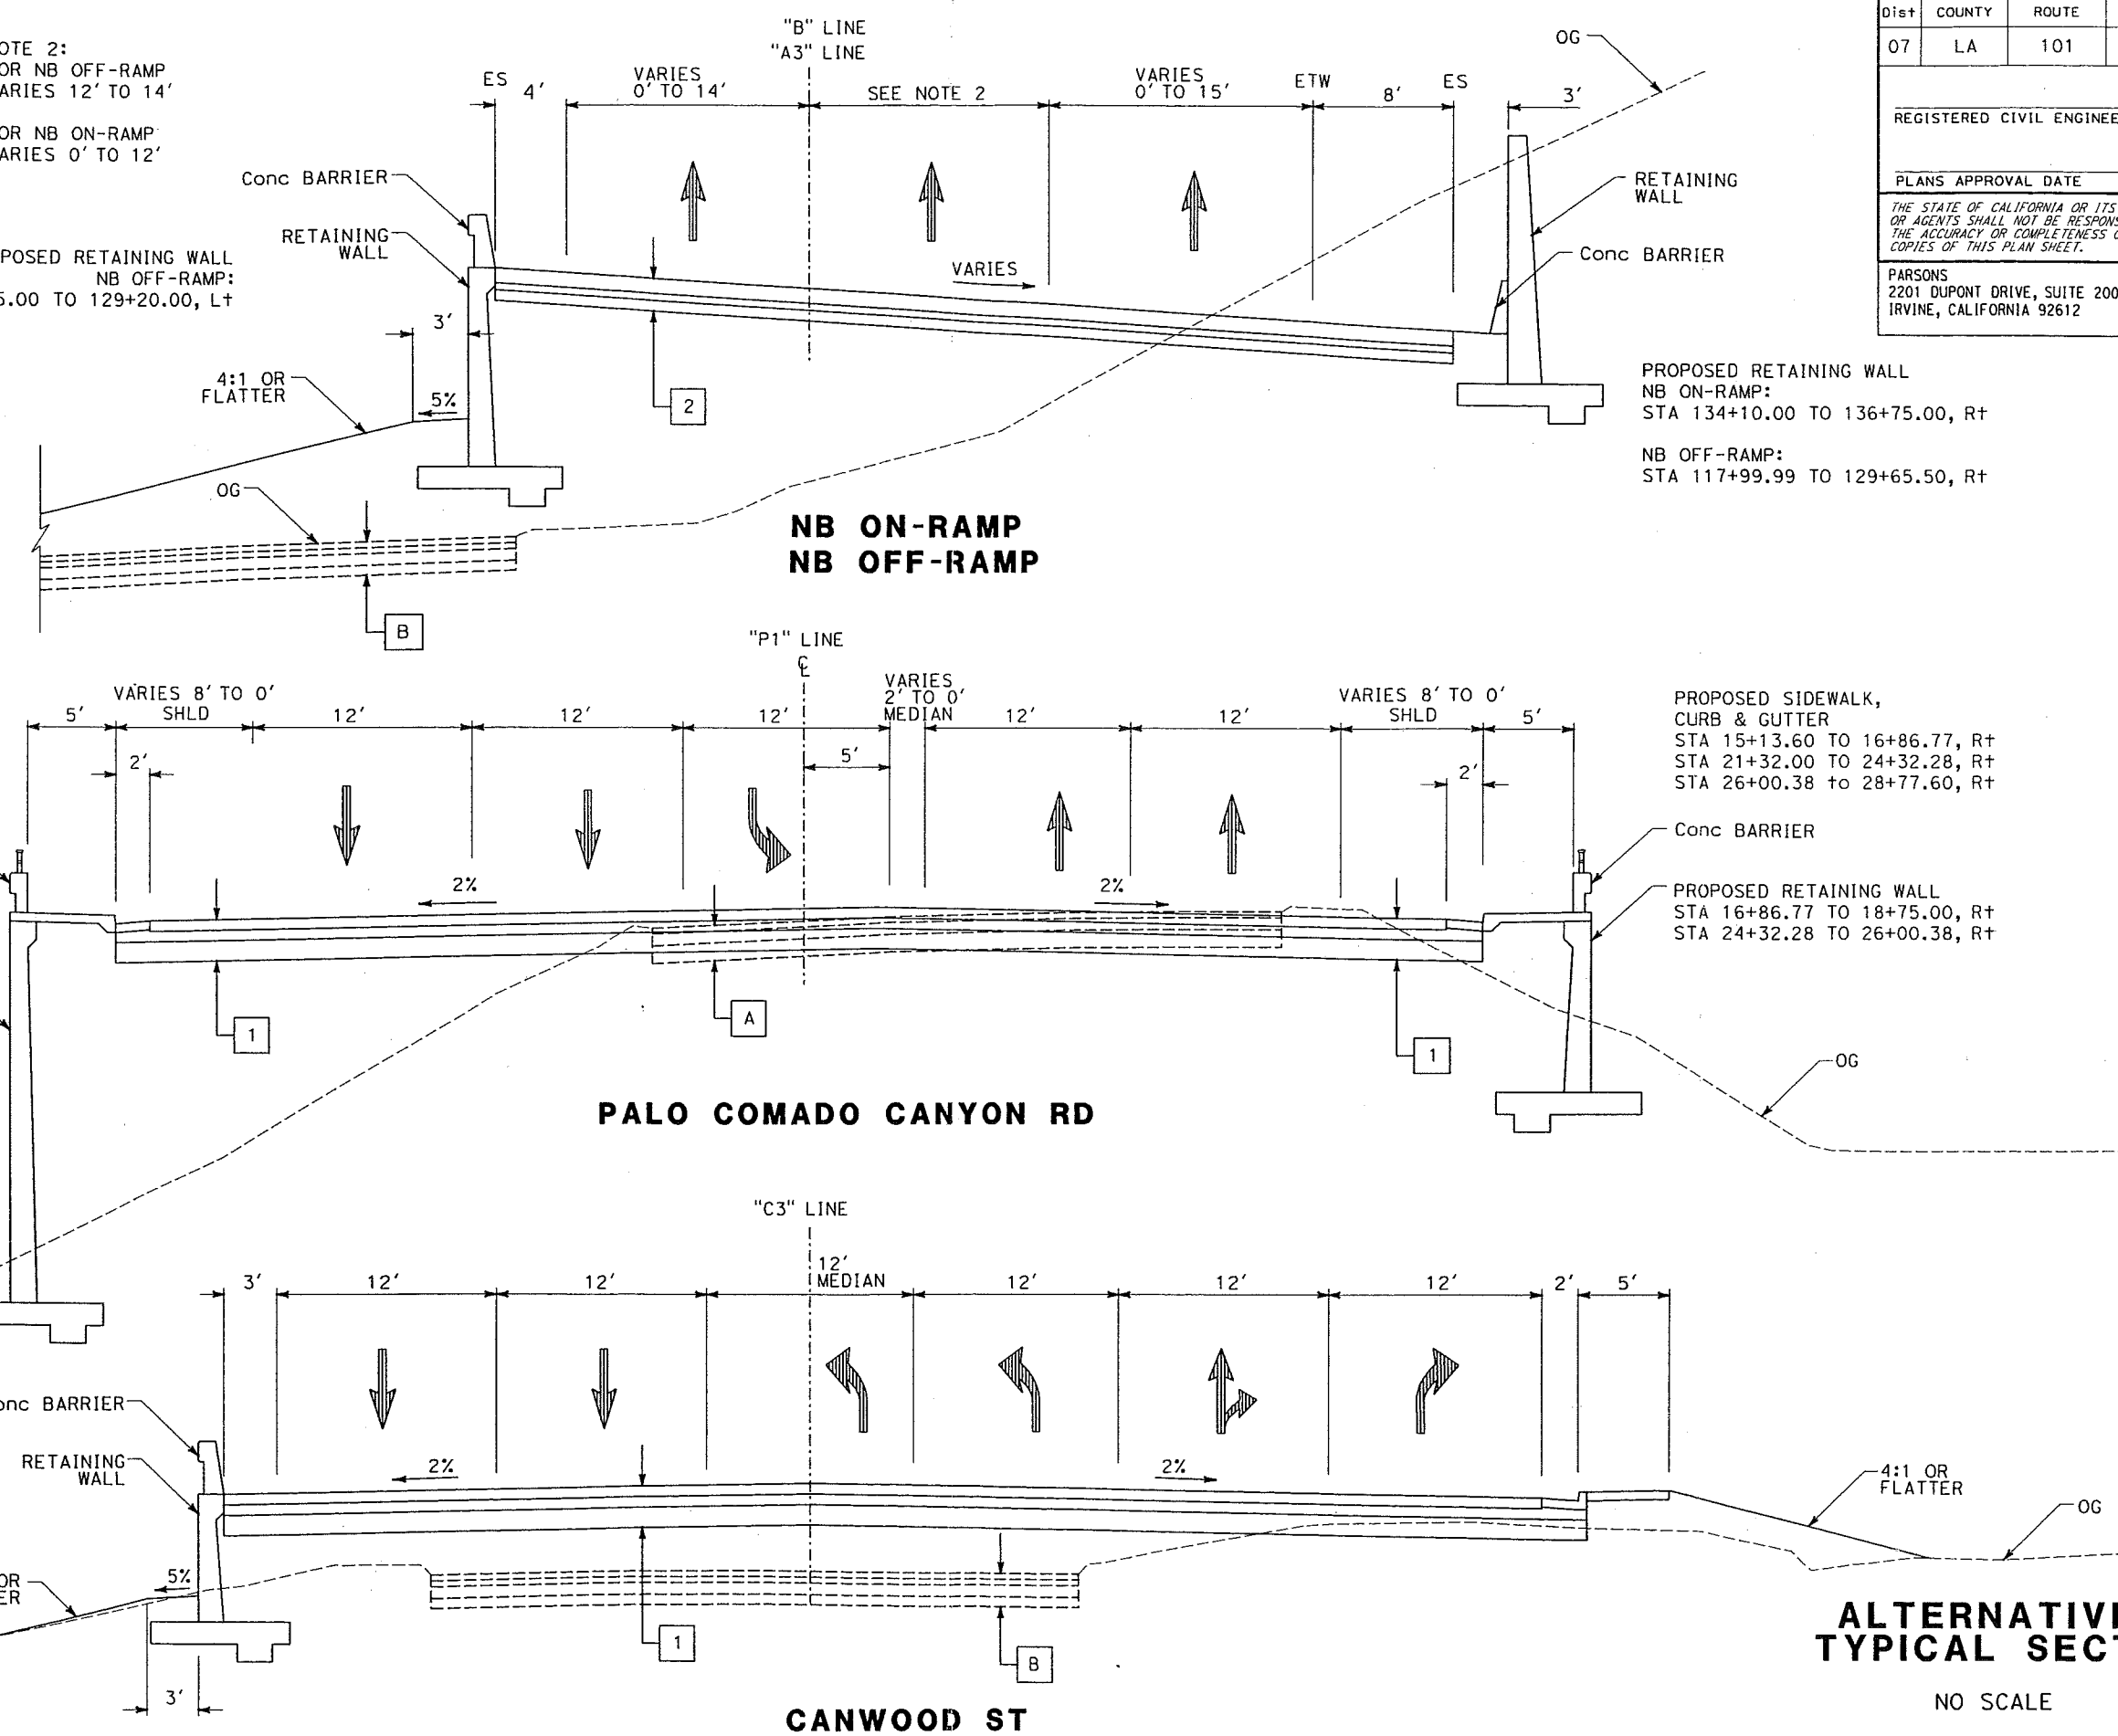 OTE 2:
OR NB OFF-RAMP
ARIES 12' TO 14'
OR NB ON-RAMP
ARIES 0' TO 12'
"B" LINE
"A3" LINE
ES
4'
VARIES
0' TO 14'
SEE NOTE 2
VARIES
0' TO 15'
ETW
8'
ES
3'
OG
Dist COUNTY ROUTE
07 LA 101
REGISTERED CIVIL ENGINEE
PLANS APPROVAL DATE
THE STATE OF CALIFORNIA OR ITS
OR AGENTS SHALL NOT BE RESPONS
THE ACCURACY OR COMPLETENESS
COPIES OF THIS PLAN SHEET.
PARSONS
2201 DUPONT DRIVE, SUITE 200
IRVINE, CALIFORNIA 92612
Conc BARRIER
RETAINING
WALL
POSED RETAINING WALL
NB OFF-RAMP:
5.00 TO 129+20.00, Lt
VARIES
RETAINING
WALL
Conc BARRIER
3'
4:1 OR
FLATTER
5%
2
OG
B
PROPOSED RETAINING WALL
NB ON-RAMP:
STA 134+10.00 TO 136+75.00, Rt
NB OFF-RAMP:
STA 117+99.99 TO 129+65.50, Rt
NB ON-RAMP
NB OFF-RAMP
"P1" LINE
℄
5'
VARIES 8' TO 0'
SHLD
12'
12'
12'
VARIES
2' TO 0'
MEDIAN
12'
12'
VARIES 8' TO 0'
SHLD
5'
2'
5'
2'
PROPOSED SIDEWALK,
CURB & GUTTER
STA 15+13.60 TO 16+86.77, Rt
STA 21+32.00 TO 24+32.28, Rt
STA 26+00.38 to 28+77.60, Rt
Conc BARRIER
PROPOSED RETAINING WALL
STA 16+86.77 TO 18+75.00, Rt
STA 24+32.28 TO 26+00.38, Rt
2%
2%
1
A
1
OG
PALO COMADO CANYON RD
"C3" LINE
3'
12'
12'
12'
MEDIAN
12'
12'
12'
2'
5'
onc BARRIER
RETAINING
WALL
2%
2%
4:1 OR
FLATTER
OG
OR
ER
5%
1
B
3'
CANWOOD ST
ALTERNATIV
TYPICAL SECT
NO SCALE